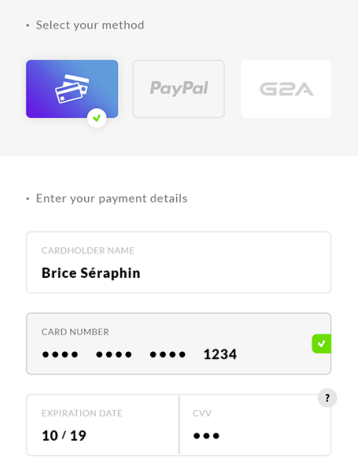 • Select your method
PayPal
G2A
• Enter your payment details
CARDHOLDER NAME
Brice Séraphin
CARD NUMBER
•••• •••• •••• 1234
?
EXPIRATION DATE CVV
10 / 19 •••